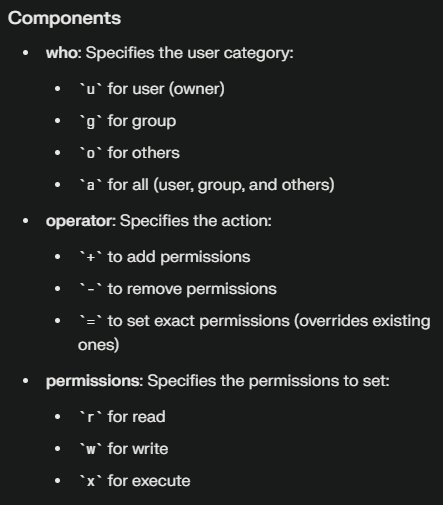 Components
• who: Specifies the user category:
• `u` for user (owner)
• `g` for group
• `o` for others
• `a` for all (user, group, and others)
• operator: Specifies the action:
• `+` to add permissions
• `-` to remove permissions
• `=` to set exact permissions (overrides existing
ones)
• permissions: Specifies the permissions to set:
• `r` for read
• `w` for write
• `x` for execute